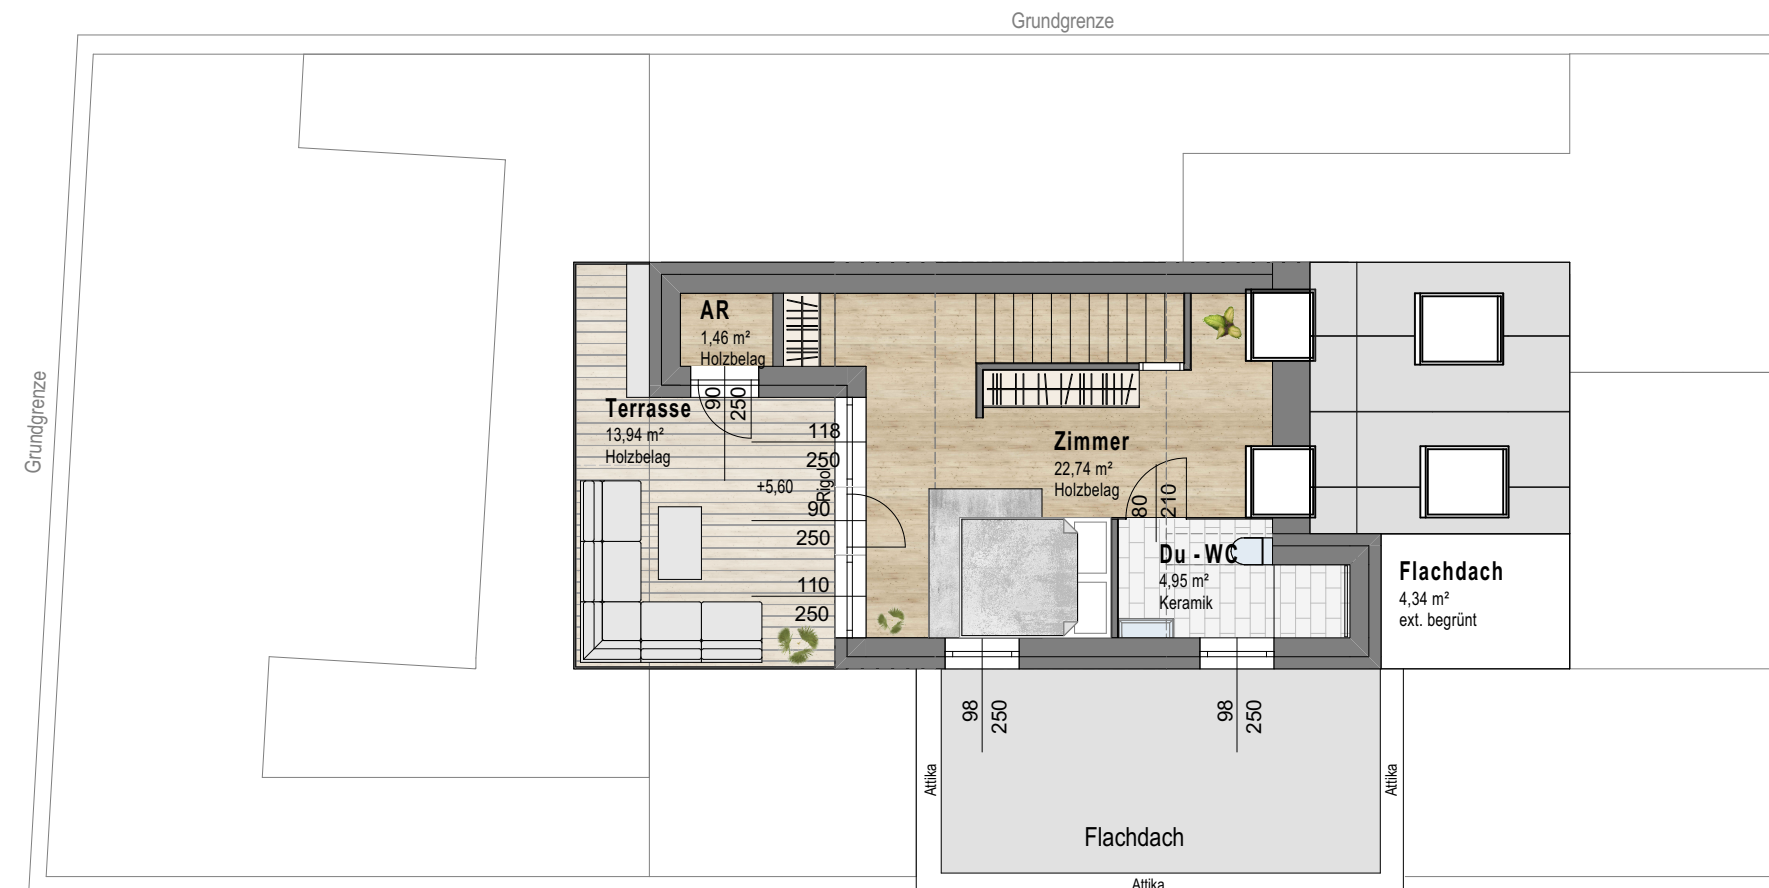 Grundgrenze
Grundgrenze
AR
1,46 m²
Holzbelag
90
250
Terrasse
13,94 m²
Holzbelag
118
250
+5,60
Rigol
90
250
110
250
Zimmer
22,74 m²
Holzbelag
80
210
Du - WC
4,95 m²
Keramik
Flachdach
4,34 m²
ext. begrünt
98
250
98
250
Attika
Attika
Flachdach
Attika